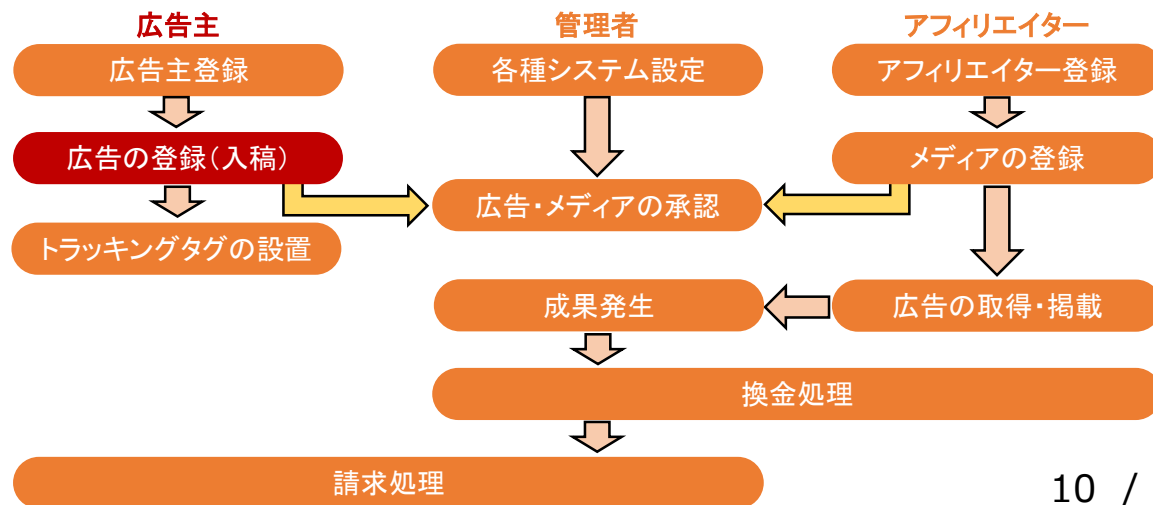 広告主
管理者
アフィリエイター
広告主登録
各種システム設定
アフィリエイター登録
広告の登録(入稿)
メディアの登録
広告・メディアの承認
トラッキングタグの設置
成果発生
広告の取得・掲載
換金処理
請求処理
10 /